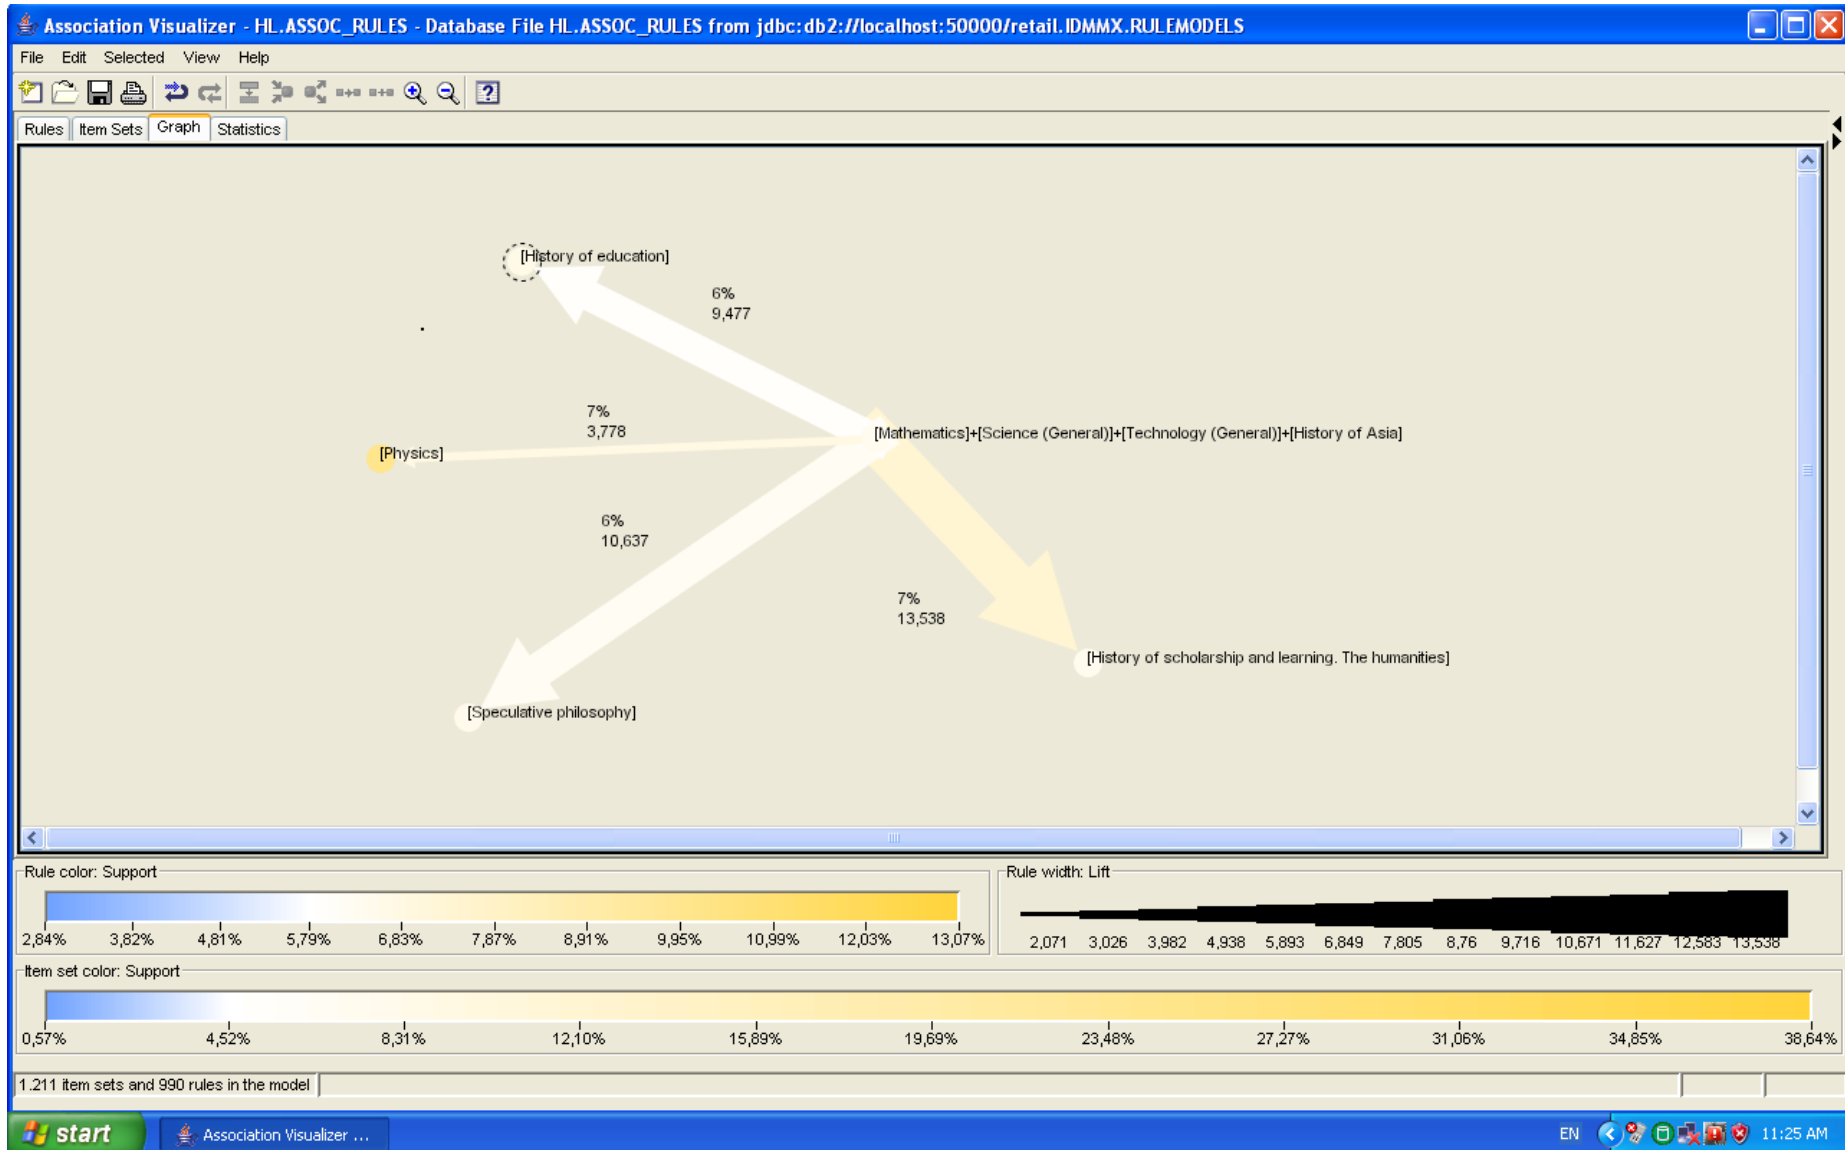 Association Visualizer - HL.ASSOC_RULES - Database File HL.ASSOC_RULES from jdbc:db2://localhost:50000/retail.IDMMX.RULEMODELS
File Edit Selected View Help
Rules Item Sets Graph Statistics
[History of education]
6%
9,477
7%
3,778
[Mathematics]+[Science (General)]+[Technology (General)]+[History of Asia]
[Physics]
6%
10,637
7%
13,538
[History of scholarship and learning. The humanities]
[Speculative philosophy]
Rule color: Support
2,84% 3,82% 4,81% 5,79% 6,83% 7,87% 8,91% 9,95% 10,99% 12,03% 13,07%
Rule width: Lift
2,071 3,026 3,982 4,938 5,893 6,849 7,805 8,76 9,716 10,671 11,627 12,583 13,538
Item set color: Support
0,57% 4,52% 8,31% 12,10% 15,89% 19,69% 23,48% 27,27% 31,06% 34,85% 38,64%
1.211 item sets and 990 rules in the model
start Association Visualizer ... EN 11:25 AM